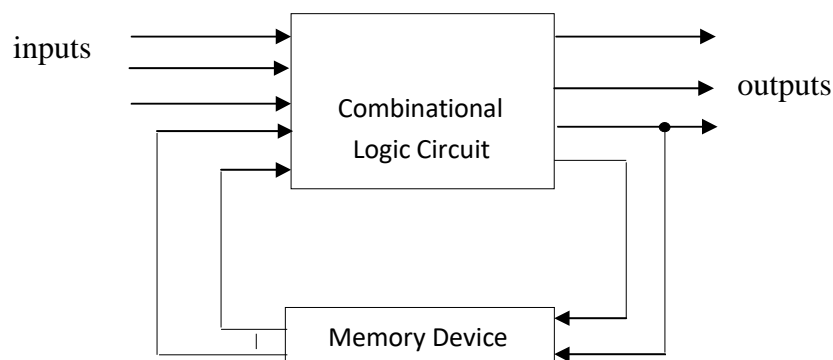 inputs
outputs
Combinational
Logic Circuit
Memory Device